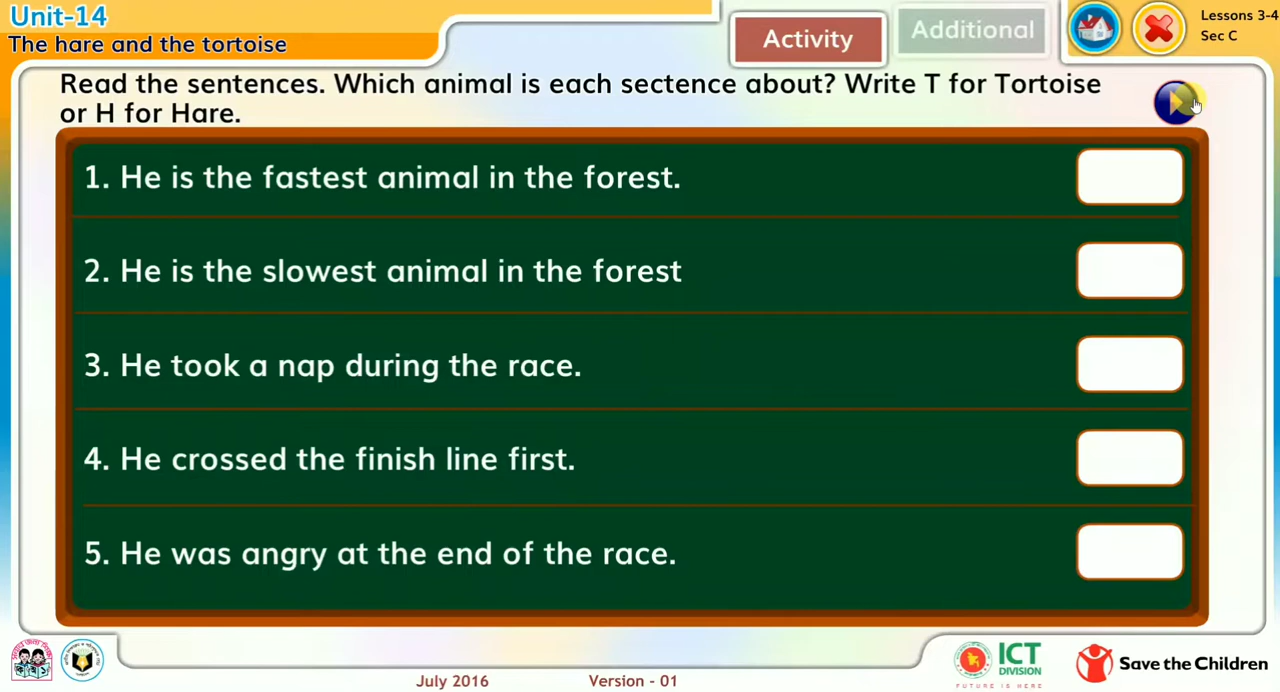 Unit-14
The hare and the tortoise
Activity
Additional
Lessons 3-4
Sec C
Read the sentences. Which animal is each sectence about? Write T for Tortoise
or H for Hare.
1. He is the fastest animal in the forest.
2. He is the slowest animal in the forest
3. He took a nap during the race.
4. He crossed the finish line first.
5. He was angry at the end of the race.
July 2016
Version - 01
ICT
DIVISION
FUTURE IS HERE
Save the Children